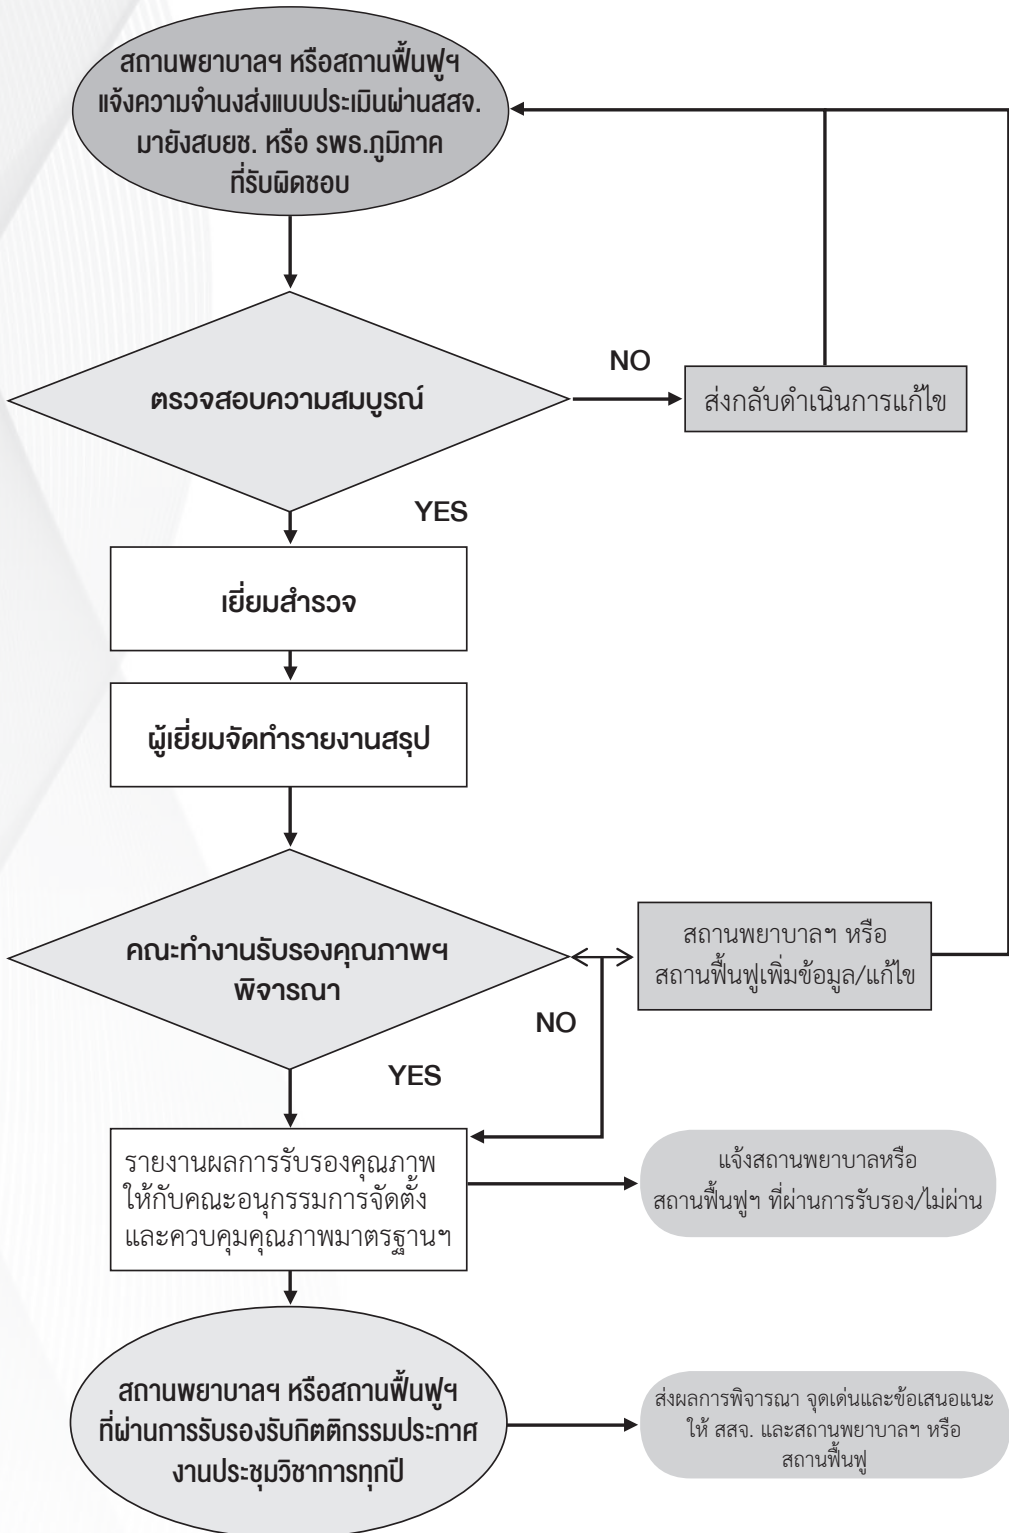 สถานพยาบาลฯ หรือสถานฟื้นฟูฯ
แจ้งความจำนงส่งแบบประเมินผ่านสสจ.
มายังสบยช. หรือ รพธ.ภูมิภาค
ที่รับผิดชอบ
ตรวจสอบความสมบูรณ์
NO
ส่งกลับดำเนินการแก้ไข
YES
เยี่ยมสำรวจ
ผู้เยี่ยมจัดทำรายงานสรุป
คณะทำงานรับรองคุณภาพฯ
พิจารณา
สถานพยาบาลฯ หรือ
สถานฟื้นฟูเพิ่มข้อมูล/แก้ไข
NO
YES
รายงานผลการรับรองคุณภาพ
ให้กับคณะอนุกรรมการจัดตั้ง
และควบคุมคุณภาพมาตรฐานฯ
แจ้งสถานพยาบาลหรือ
สถานฟื้นฟูฯ ที่ผ่านการรับรอง/ไม่ผ่าน
สถานพยาบาลฯ หรือสถานฟื้นฟูฯ
ที่ผ่านการรับรองรับกิตติกรรมประกาศ
งานประชุมวิชาการทุกปี
ส่งผลการพิจารณา จุดเด่นและข้อเสนอแนะ
ให้ สสจ. และสถานพยาบาลฯ หรือ
สถานฟื้นฟู